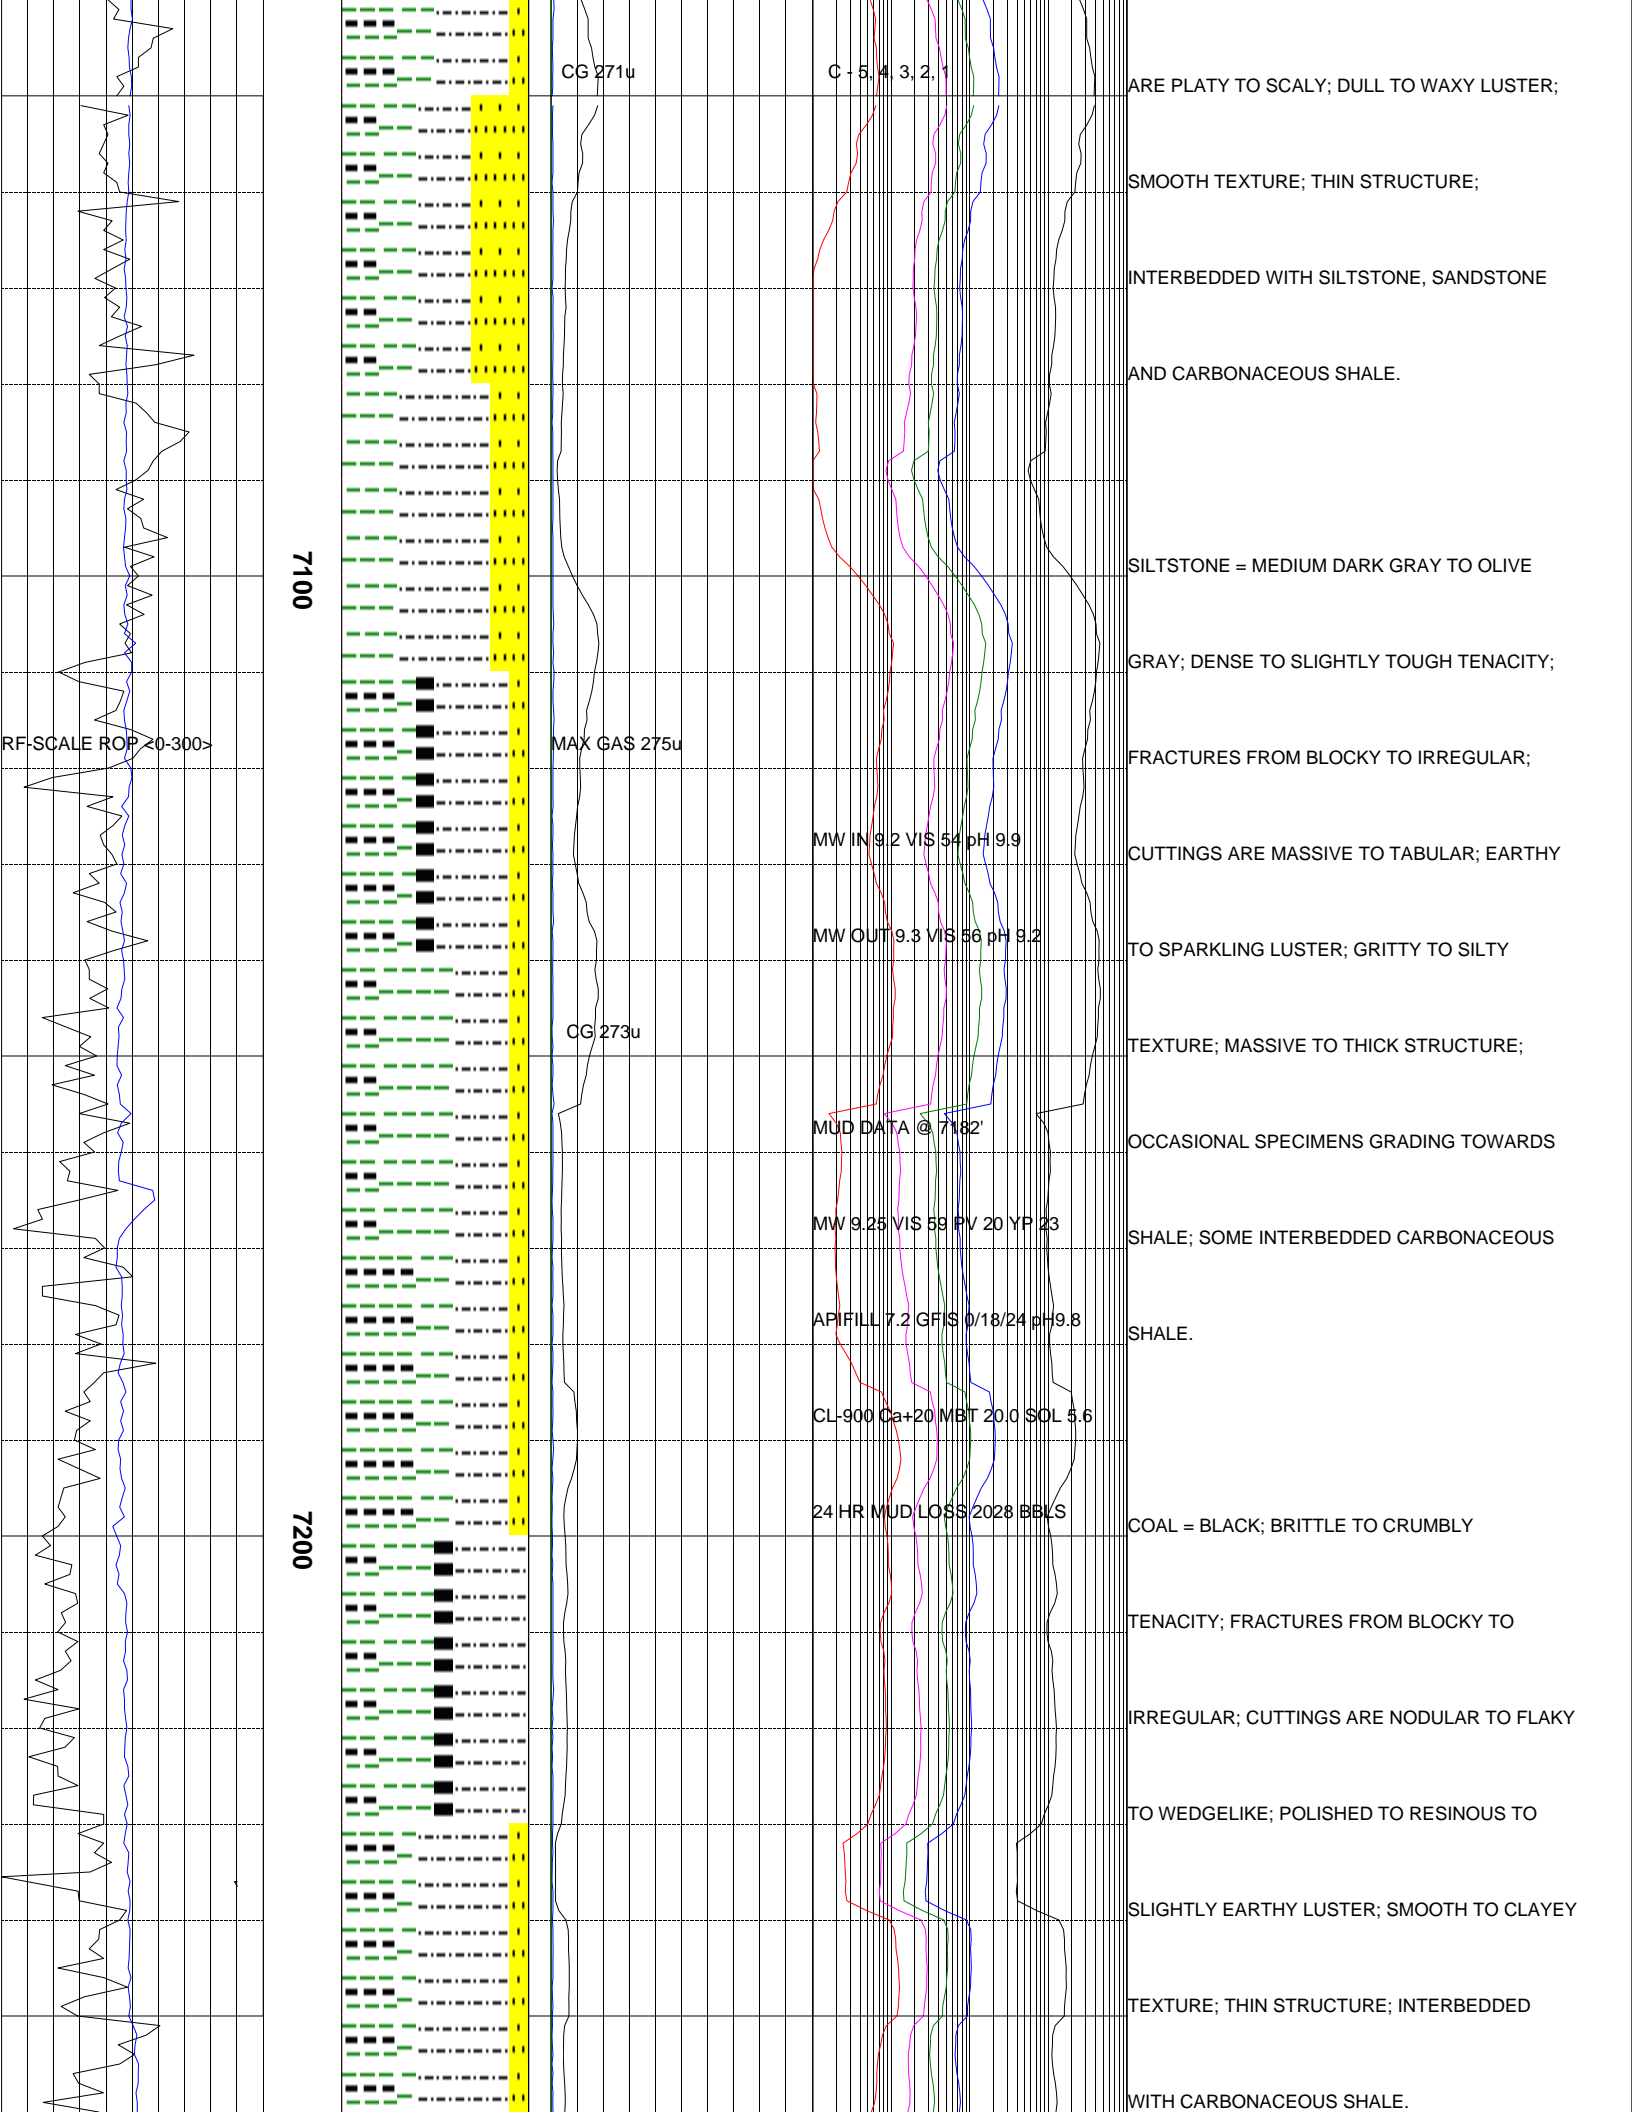 CG 271u
C - 5, 4, 3, 2, 1
ARE PLATY TO SCALY; DULL TO WAXY LUSTER;
SMOOTH TEXTURE; THIN STRUCTURE;
INTERBEDDED WITH SILTSTONE, SANDSTONE
AND CARBONACEOUS SHALE.
7100
SILTSTONE = MEDIUM DARK GRAY TO OLIVE
GRAY; DENSE TO SLIGHTLY TOUGH TENACITY;
RF-SCALE ROP <0-300>
MAX GAS 275u
FRACTURES FROM BLOCKY TO IRREGULAR;
MW IN 9.2 VIS 54 pH 9.9
CUTTINGS ARE MASSIVE TO TABULAR; EARTHY
MW OUT 9.3 VIS 56 pH 9.2
TO SPARKLING LUSTER; GRITTY TO SILTY
CG 273u
TEXTURE; MASSIVE TO THICK STRUCTURE;
MUD DATA @ 7182'
OCCASIONAL SPECIMENS GRADING TOWARDS
MW 9.25 VIS 59 PV 20 YP 23
SHALE; SOME INTERBEDDED CARBONACEOUS
APIFILL 7.2 GFIS 0/18/24 pH9.8
SHALE.
CL-900 Ca+20 MBT 20.0 SOL 5.6
24 HR MUD LOSS 2028 BBLS
7200
COAL = BLACK; BRITTLE TO CRUMBLY
TENACITY; FRACTURES FROM BLOCKY TO
IRREGULAR; CUTTINGS ARE NODULAR TO FLAKY
TO WEDGELIKE; POLISHED TO RESINOUS TO
SLIGHTLY EARTHY LUSTER; SMOOTH TO CLAYEY
TEXTURE; THIN STRUCTURE; INTERBEDDED
WITH CARBONACEOUS SHALE.